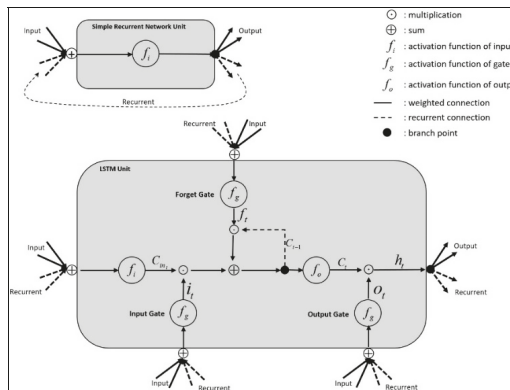 Simple Recurrent Network Unit
Input
Output
f_i
Recurrent
⊙ : multiplication
⊕ : sum
f_i : activation function of inpu
f_g : activation function of gate
f_o : activation function of outp
: weighted connection
: recurrent connection
: branch point
Recurrent
Input
LSTM Unit
Forget Gate
f_g
f_t
C_{t-1}
Input
Recurrent
f_i
C_{in_t}
f_o
C_t
h_t
Output
Recurrent
i_t
o_t
Input Gate
f_g
Output Gate
f_g
Input
Recurrent
Input
Recurrent